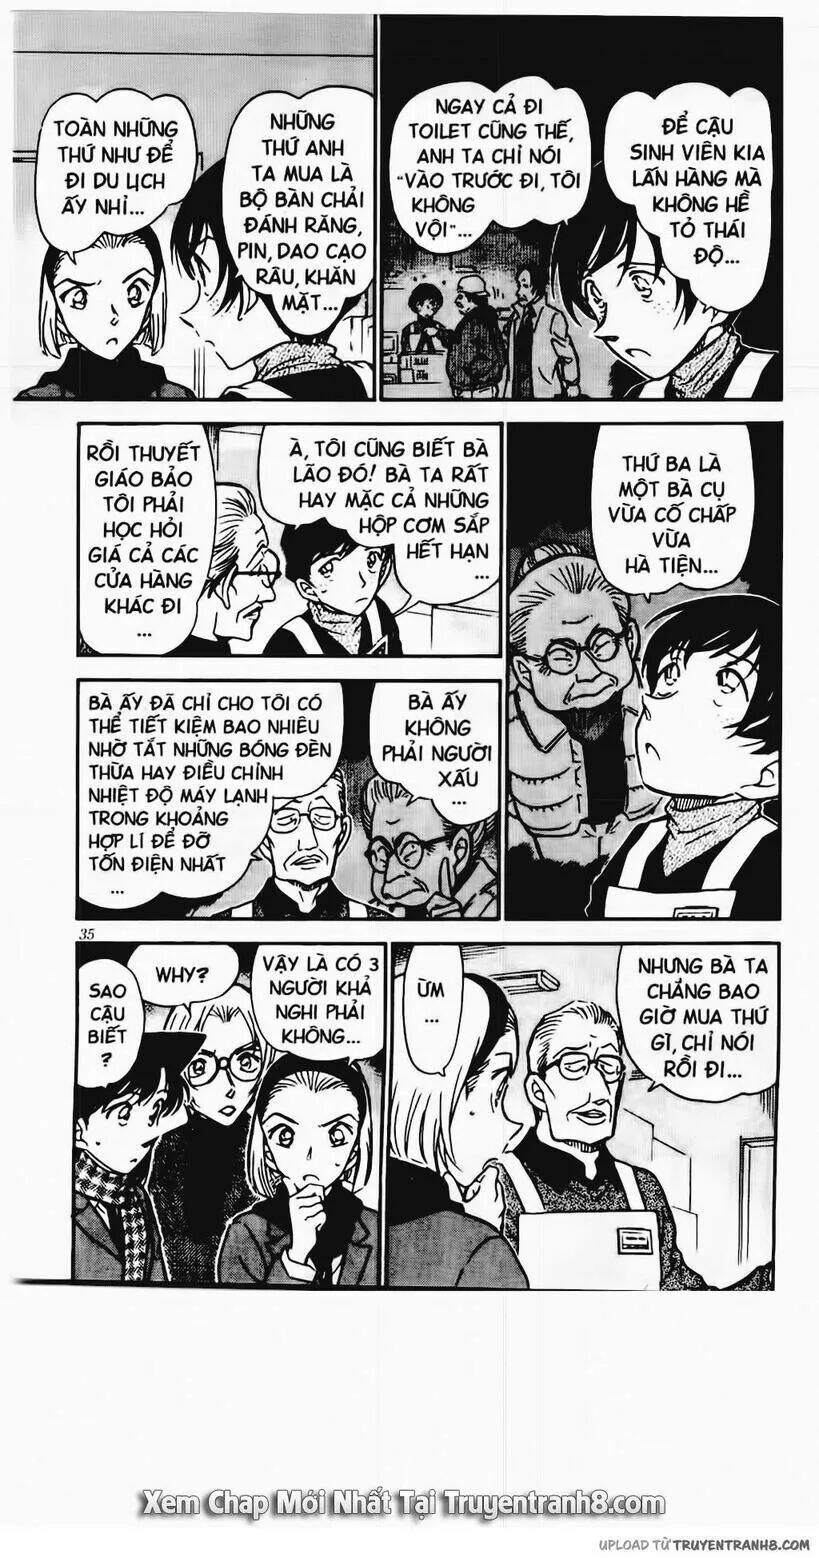 ĐỂ CẬU
SINH VIÊN KIA
LẤN HÀNG MÀ
KHÔNG HỀ
TỎ THÁI
ĐỘ...
NGAY CẢ ĐI
TOILET CŨNG THẾ,
ANH TA CHỈ NÓI
"VÀO TRƯỚC ĐI, TÔI
KHÔNG
VỘI"...
NHỮNG
THỨ ANH
TA MUA LÀ
BỘ BÀN CHẢI
ĐÁNH RĂNG,
PIN, DAO CẠO
RÂU, KHĂN
MẶT...
TOÀN NHỮNG
THỨ NHƯ ĐỂ
ĐI DU LỊCH
ẤY NHỈ...
THỨ BA LÀ
MỘT BÀ CỤ
VỪA CỐ CHẤP
VỪA
HÀ TIỆN...
À, TÔI CŨNG BIẾT BÀ
LÃO ĐÓ! BÀ TA RẤT
HAY MẶC CẢ NHỮNG
HỘP CƠM SẮP
HẾT HẠN
...
RỒI THUYẾT
GIÁO BẢO
TÔI PHẢI
HỌC HỎI
GIÁ CẢ CÁC
CỬA HÀNG
KHÁC ĐI
...
BÀ ẤY
KHÔNG
PHẢI NGƯỜI
XẤU
...
BÀ ẤY ĐÃ CHỈ CHO TÔI CÓ
THỂ TIẾT KIỆM BAO NHIÊU
NHỜ TẮT NHỮNG BÓNG ĐÈN
THỪA HAY ĐIỀU CHỈNH
NHIỆT ĐỘ MÁY LẠNH
TRONG KHOẢNG
HỢP LÍ ĐỂ ĐỠ
TỐN ĐIỆN NHẤT
...
35
NHƯNG BÀ TA
CHẲNG BAO
GIỜ MUA THỨ
GÌ, CHỈ NÓI
RỒI ĐI...
ỪM
...
VẬY LÀ CÓ 3
NGƯỜI KHẢ
NGHI PHẢI
KHÔNG...
WHY?
SAO
CẬU
BIẾT
?
Xem Chap Mới Nhất Tại Truyentranh8.com
UPLOAD TỪ TRUYENTRANH8.COM